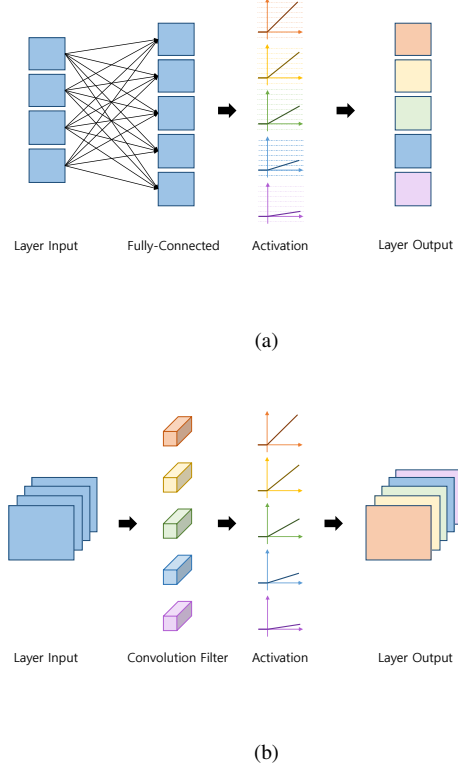 Layer Input Fully-Connected Activation Layer Output
(a)
Layer Input Convolution Filter Activation Layer Output
(b)